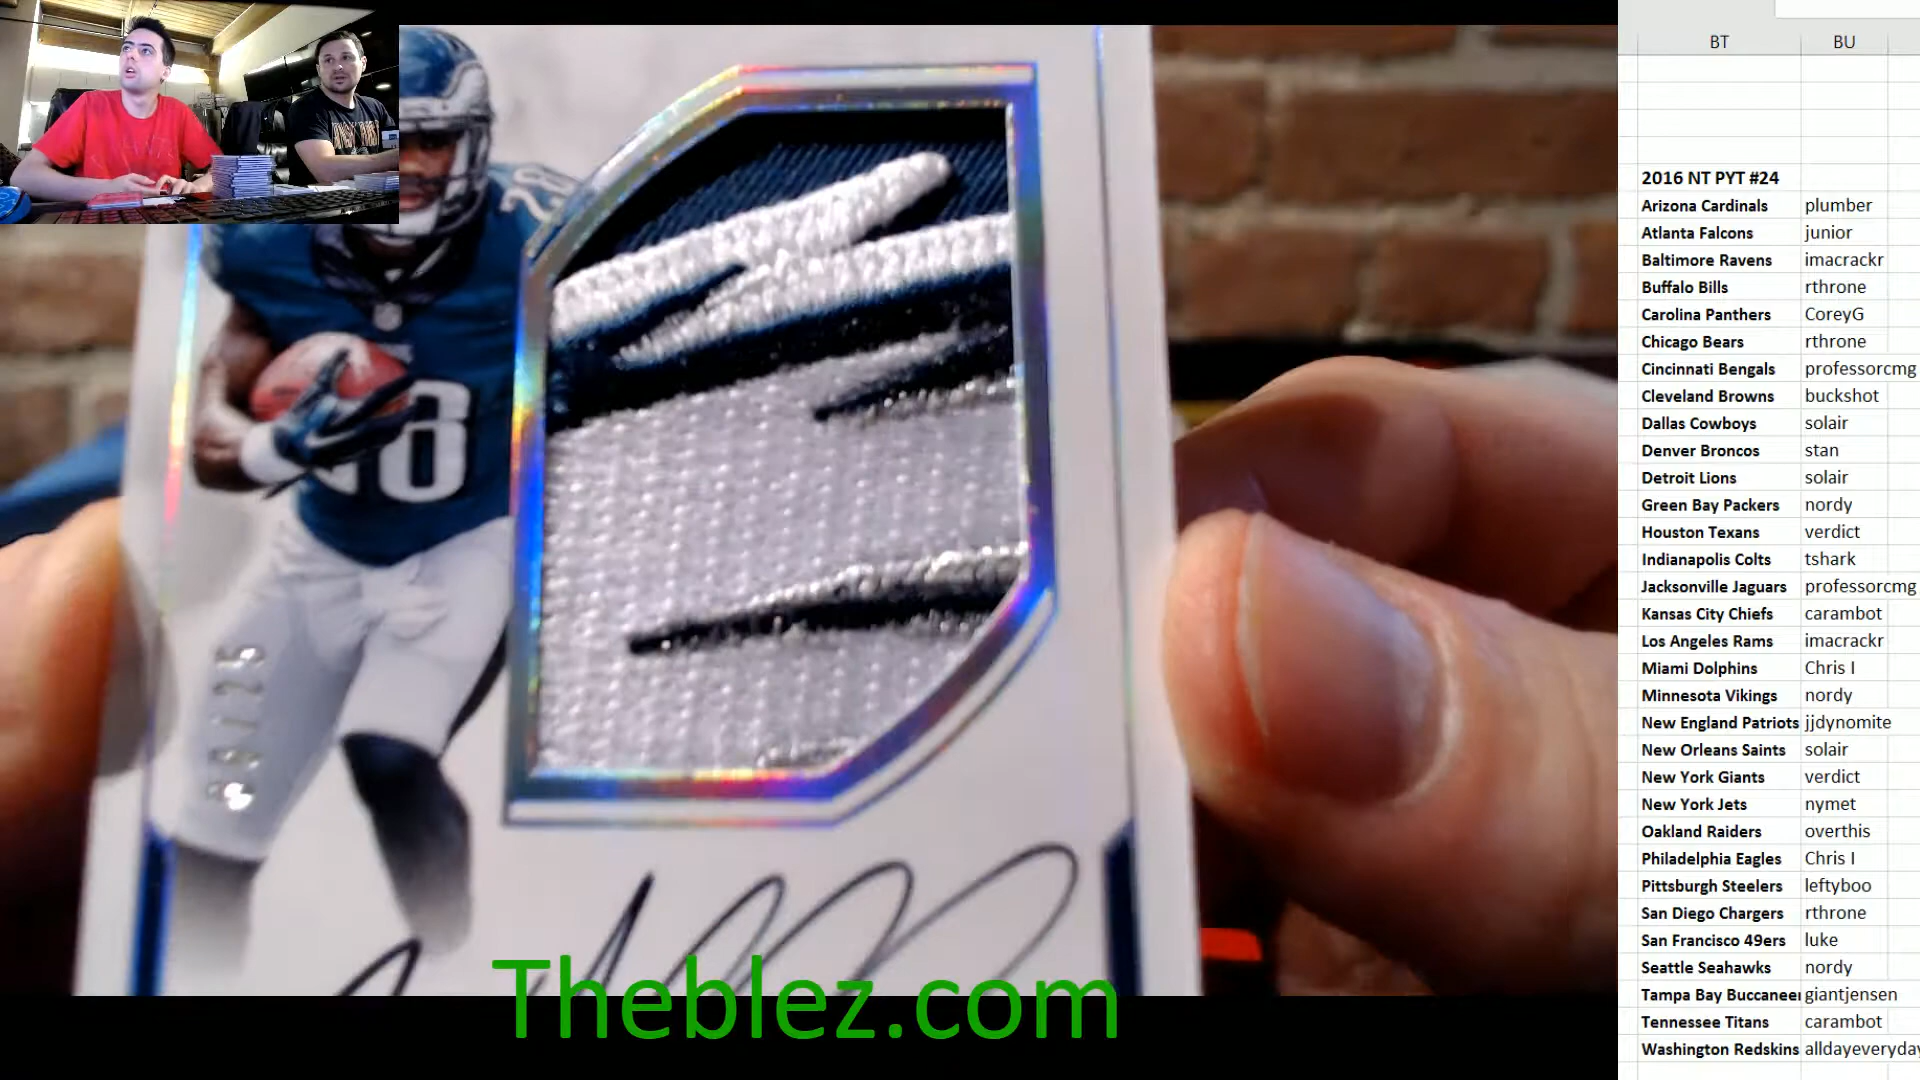 BT BU
2016 NT PYT #24
Arizona Cardinals plumber
Atlanta Falcons junior
Baltimore Ravens imacrackr
Buffalo Bills rthrone
Carolina Panthers CoreyG
Chicago Bears rthrone
Cincinnati Bengals professorcmg
Cleveland Browns buckshot
Dallas Cowboys solair
Denver Broncos stan
Detroit Lions solair
Green Bay Packers nordy
Houston Texans verdict
Indianapolis Colts tshark
Jacksonville Jaguars professorcmg
Kansas City Chiefs carambot
Los Angeles Rams imacrackr
Miami Dolphins Chris I
Minnesota Vikings nordy
New England Patriots jjdynomite
New Orleans Saints solair
New York Giants verdict
New York Jets nymet
Oakland Raiders overthis
Philadelphia Eagles Chris I
Pittsburgh Steelers leftyboo
San Diego Chargers rthrone
San Francisco 49ers luke
Seattle Seahawks nordy
Tampa Bay Buccaneer giantjensen
Tennessee Titans carambot
Washington Redskins alldayeveryday
28
28
Theblez.com